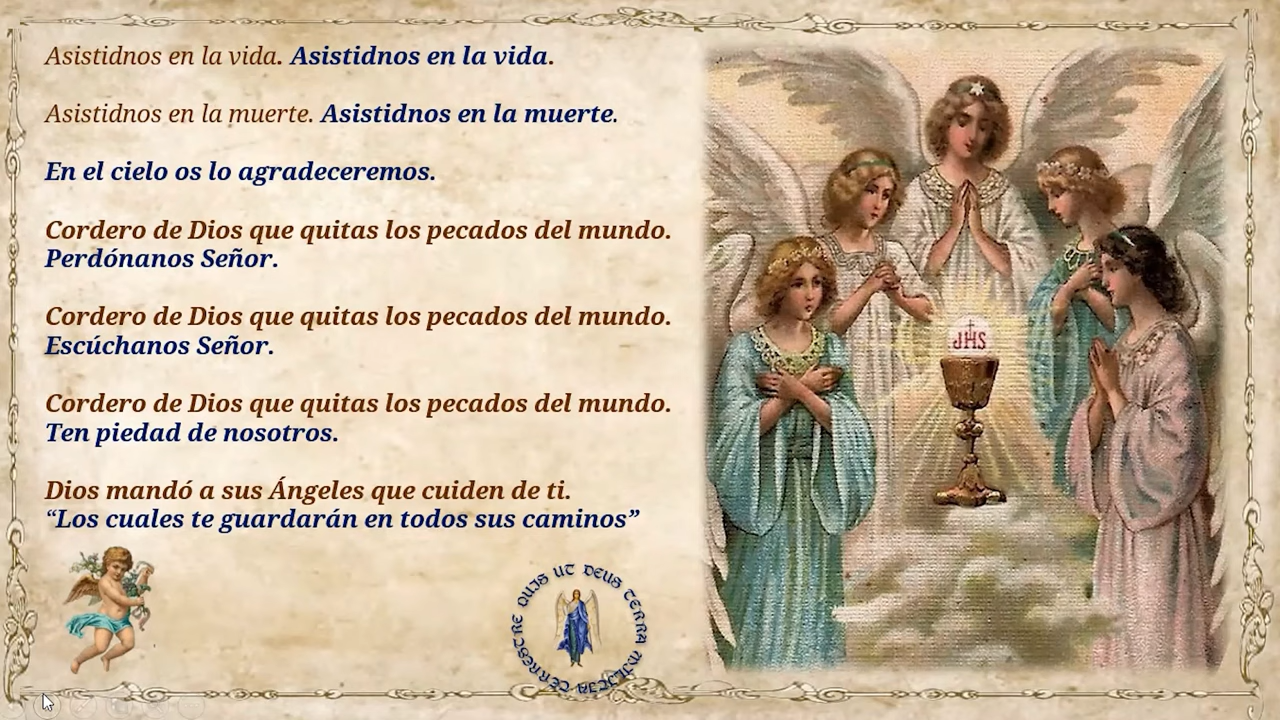 Asistidnos en la vida. Asistidnos en la vida.
Asistidnos en la muerte. Asistidnos en la muerte.
En el cielo os lo agradeceremos.
Cordero de Dios que quitas los pecados del mundo.
Perdónanos Señor.
Cordero de Dios que quitas los pecados del mundo.
Escúchanos Señor.
Cordero de Dios que quitas los pecados del mundo.
Ten piedad de nosotros.
Dios mandó a sus Ángeles que cuiden de ti.
“Los cuales te guardarán en todos sus caminos”
JHS
QUIS UT DEUS TERRA MILITIA TERRESTRE